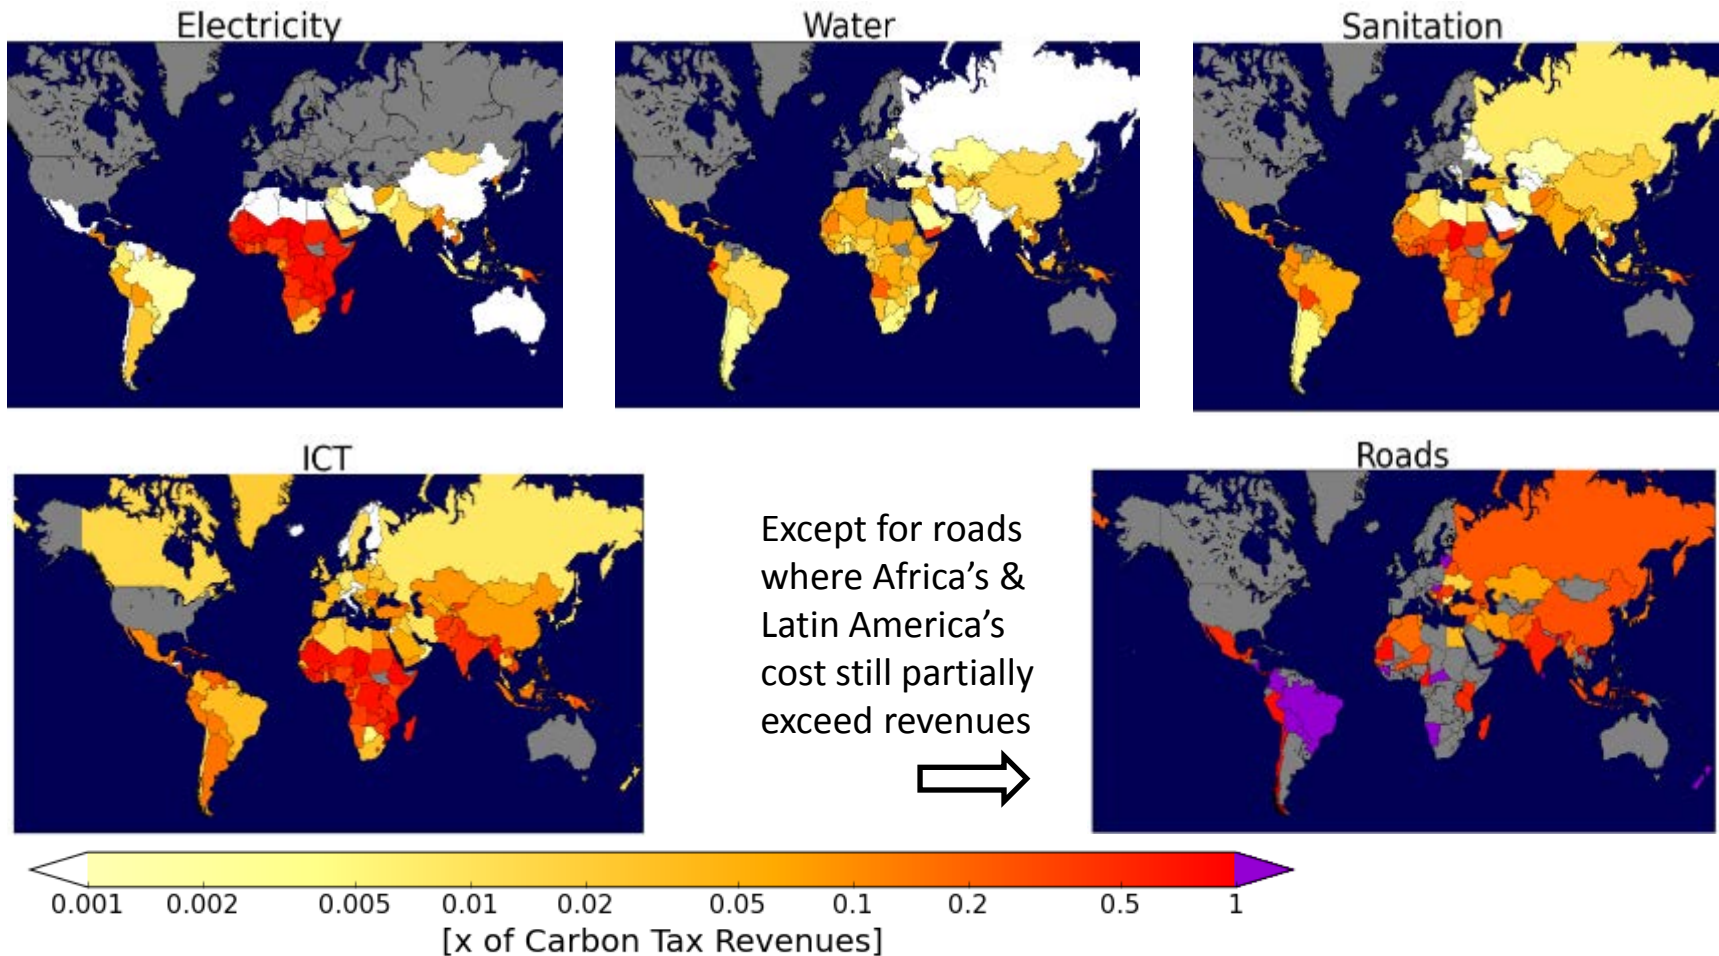 Electricity
Water
Sanitation
ICT
Roads
Except for roads
where Africa’s &
Latin America’s
cost still partially
exceed revenues
0.001 0.002 0.005 0.01 0.02 0.05 0.1 0.2 0.5 1
[x of Carbon Tax Revenues]